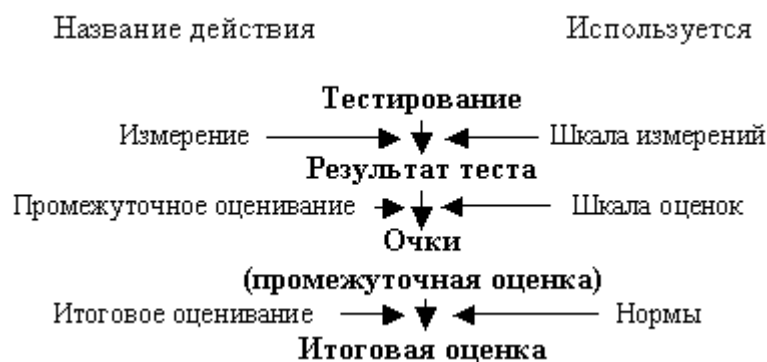 Название действия Используется
Тестирование
Измерение Шкала измерений
Результат теста
Промежуточное оценивание Шкала оценок
Очки
(промежуточная оценка)
Итоговое оценивание Нормы
Итоговая оценка